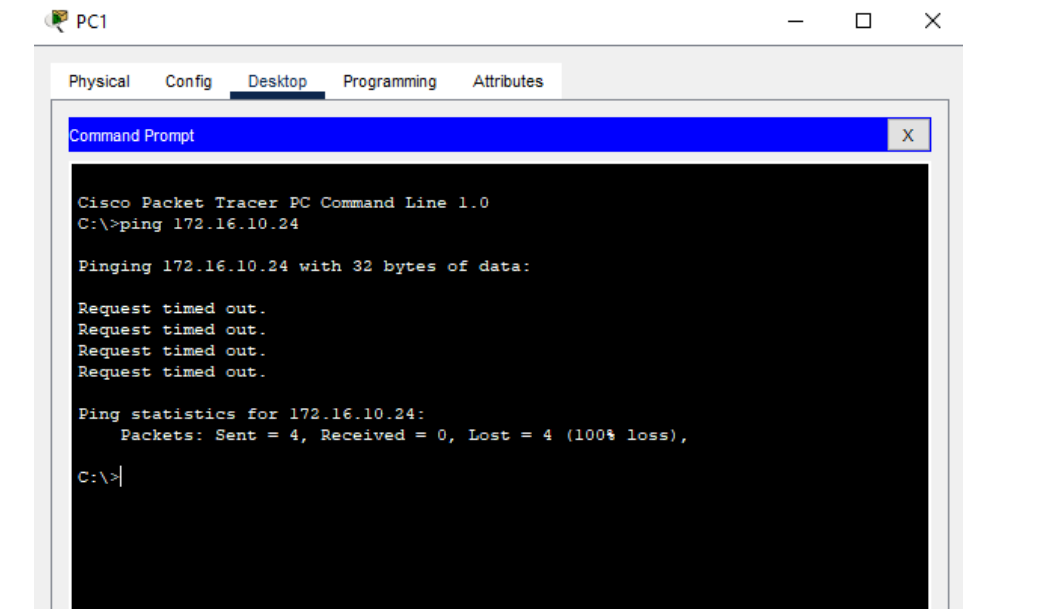 PC1
Physical Config Desktop Programming Attributes
Command Prompt
X
Cisco Packet Tracer PC Command Line 1.0
C:\>ping 172.16.10.24
Pinging 172.16.10.24 with 32 bytes of data:
Request timed out.
Request timed out.
Request timed out.
Request timed out.
Ping statistics for 172.16.10.24:
Packets: Sent = 4, Received = 0, Lost = 4 (100% loss),
C:\>